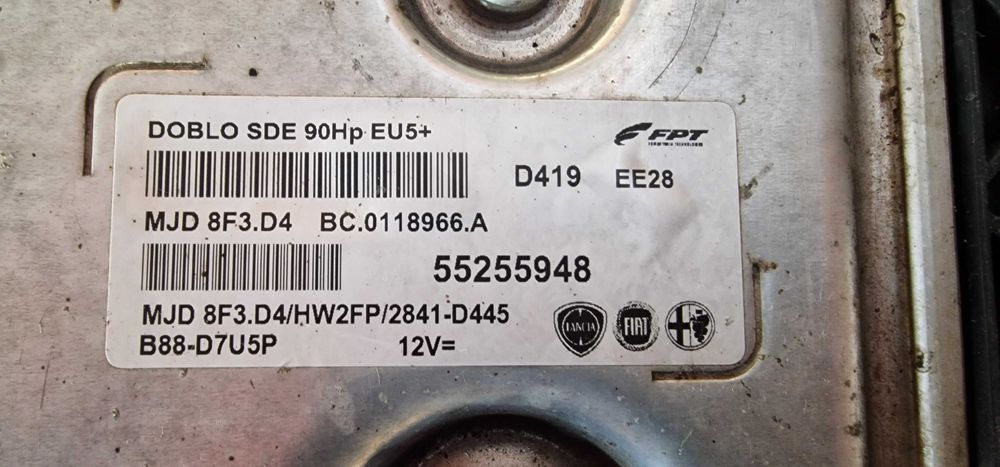 DOBLO SDE 90Hp EU5+
FPT
D419 EE28
MJD 8F3.D4 BC.0118966.A
55255948
MJD 8F3.D4/HW2FP/2841-D445
LANCIA FIAT
B88-D7U5P 12V=